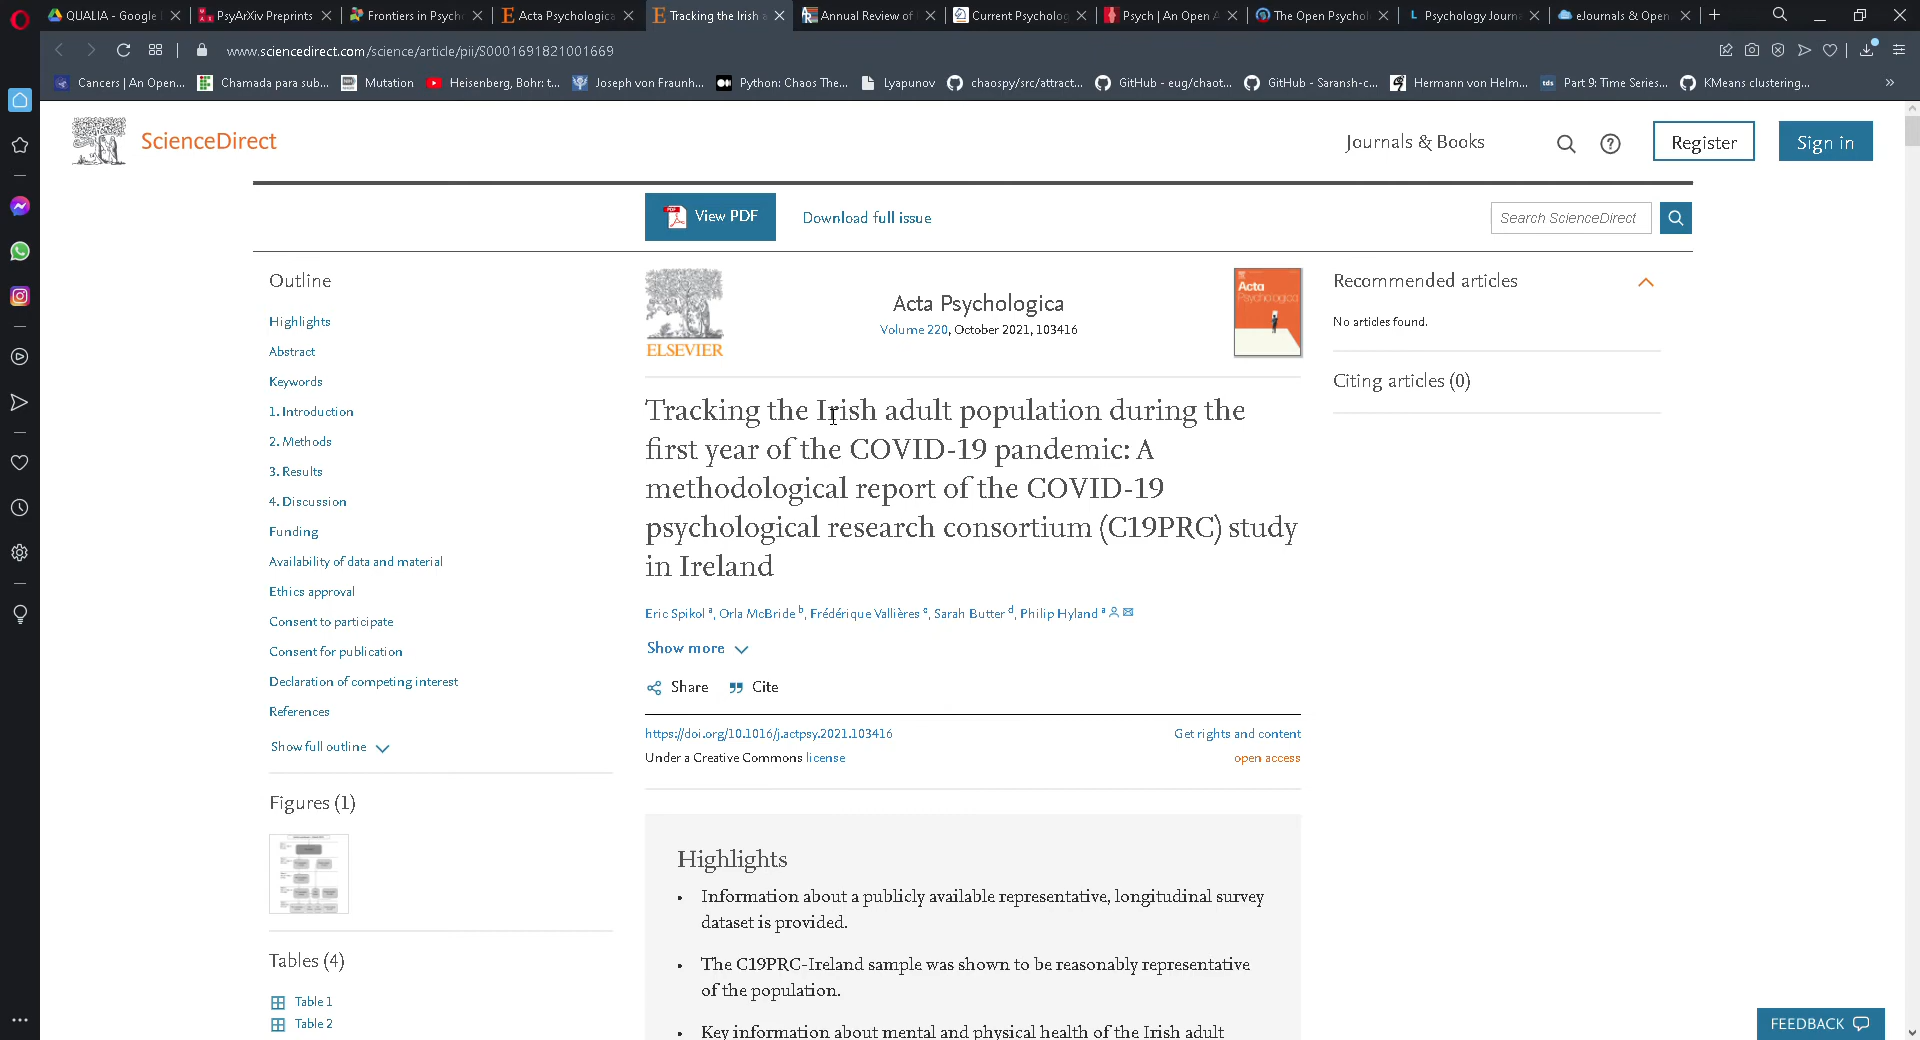 QUALIA - Google
PsyArXiv Preprints
Frontiers in Psych
Acta Psychologica
Tracking the Irish a
Annual Review of
Current Psycholog
Psych | An Open A
The Open Psychol
Psychology Journa
eJournals & Open
www.sciencedirect.com/science/article/pii/S0001691821001669
Cancers | An Open...
Chamada para sub...
Mutation
Heisenberg, Bohr: t...
Joseph von Fraunh...
Python: Chaos The...
Lyapunov
chaospy/src/attract...
GitHub - eug/chaot...
GitHub - Saransh-c...
Hermann von Helm...
tds
Part 9: Time Series...
KMeans clustering...
ScienceDirect
Journals & Books
Register
Sign in
View PDF
Download full issue
Search ScienceDirect
Outline
Highlights
Abstract
Keywords
1. Introduction
2. Methods
3. Results
4. Discussion
Funding
Availability of data and material
Ethics approval
Consent to participate
Consent for publication
Declaration of competing interest
References
Show full outline
Figures (1)
Tables (4)
Table 1
Table 2
ELSEVIER
Acta Psychologica
Volume 220, October 2021, 103416
Acta
Psychologica
Tracking the Irish adult population during the
first year of the COVID-19 pandemic: A
methodological report of the COVID-19
psychological research consortium (C19PRC) study
in Ireland
Eric Spikol a, Orla McBride b, Frédérique Vallières c, Sarah Butter d, Philip Hyland a
Show more
Share
Cite
https://doi.org/10.1016/j.actpsy.2021.103416
Get rights and content
Under a Creative Commons license
open access
Highlights
• Information about a publicly available representative, longitudinal survey
dataset is provided.
• The C19PRC-Ireland sample was shown to be reasonably representative
of the population.
• Key information about mental and physical health of the Irish adult
Recommended articles
No articles found.
Citing articles (0)
FEEDBACK